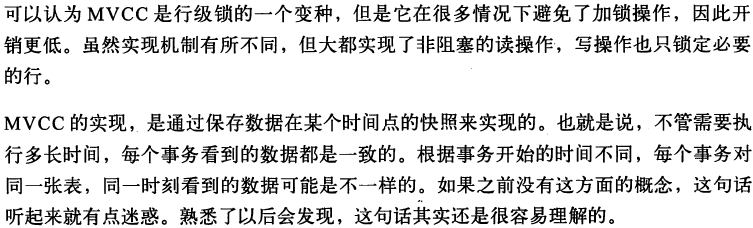 可以认为 MVCC 是行级锁的一个变种，但是它在很多情况下避免了加锁操作，因此开
销更低。虽然实现机制有所不同，但大都实现了非阻塞的读操作，写操作也只锁定必要
的行。
MVCC 的实现，是通过保存数据在某个时间点的快照来实现的。也就是说，不管需要执
行多长时间，每个事务看到的数据都是一致的。根据事务开始的时间不同，每个事务对
同一张表，同一时刻看到的数据可能是不一样的。如果之前没有这方面的概念，这句话
听起来就有点迷惑。熟悉了以后会发现，这句话其实还是很容易理解的。